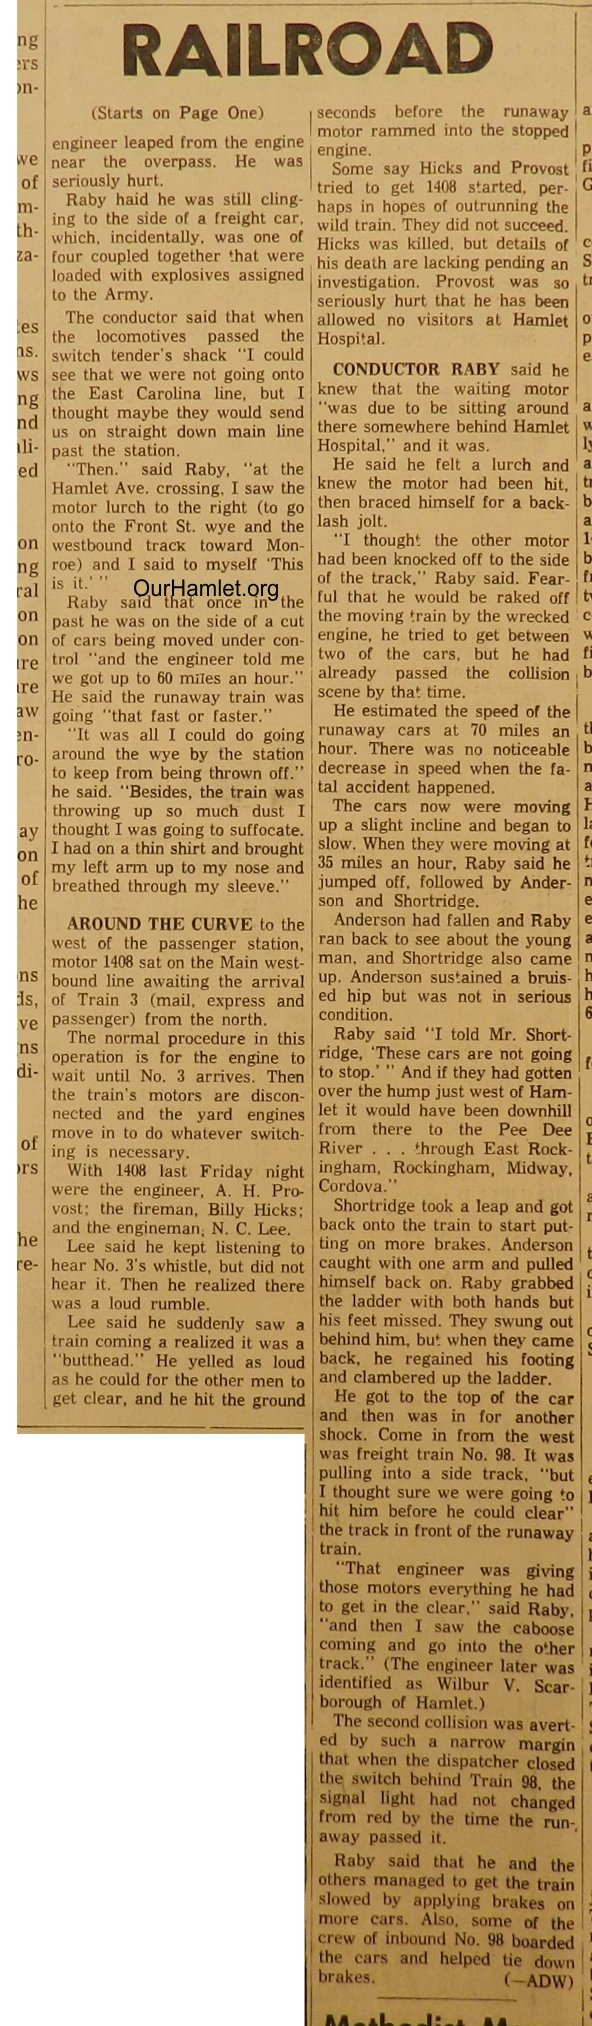 RAILROAD
(Starts on Page One)
engineer leaped from the engine
near the overpass. He was
seriously hurt.
Raby haid he was still cling-
ing to the side of a freight car,
which, incidentally, was one of
four coupled together that were
loaded with explosives assigned
to the Army.
The conductor said that when
the locomotives passed the
switch tender's shack "I could
see that we were not going onto
the East Carolina line, but I
thought maybe they would send
us on straight down main line
past the station.
"Then." said Raby, "at the
Hamlet Ave. crossing, I saw the
motor lurch to the right (to go
onto the Front St. wye and the
westbound track toward Mon-
roe) and I said to myself 'This
is it.' "
OurHamlet.org
Raby said that once in the
past he was on the side of a cut
of cars being moved under con-
trol "and the engineer told me
we got up to 60 miles an hour."
He said the runaway train was
going "that fast or faster."
"It was all I could do going
around the wye by the station
to keep from being thrown off."
he said. "Besides, the train was
throwing up so much dust I
thought I was going to suffocate.
I had on a thin shirt and brought
my left arm up to my nose and
breathed through my sleeve."
AROUND THE CURVE to the
west of the passenger station,
motor 1408 sat on the Main west-
bound line awaiting the arrival
of Train 3 (mail, express and
passenger) from the north.
The normal procedure in this
operation is for the engine to
wait until No. 3 arrives. Then
the train's motors are discon-
nected and the yard engines
move in to do whatever switch-
ing is necessary.
With 1408 last Friday night
were the engineer, A. H. Pro-
vost; the fireman, Billy Hicks;
and the engineman, N. C. Lee.
Lee said he kept listening to
hear No. 3's whistle, but did not
hear it. Then he realized there
was a loud rumble.
Lee said he suddenly saw a
train coming a realized it was a
"butthead." He yelled as loud
as he could for the other men to
get clear, and he hit the ground
seconds before the runaway
motor rammed into the stopped
engine.
Some say Hicks and Provost
tried to get 1408 started, per-
haps in hopes of outrunning the
wild train. They did not succeed.
Hicks was killed, but details of
his death are lacking pending an
investigation. Provost was so
seriously hurt that he has been
allowed no visitors at Hamlet
Hospital.
CONDUCTOR RABY said he
knew that the waiting motor
"was due to be sitting around
there somewhere behind Hamlet
Hospital," and it was.
He said he felt a lurch and
knew the motor had been hit,
then braced himself for a back-
lash jolt.
"I thought the other motor
had been knocked off to the side
of the track," Raby said. Fear-
ful that he would be raked off
the moving train by the wrecked
engine, he tried to get between
two of the cars, but he had
already passed the collision
scene by that time.
He estimated the speed of the
runaway cars at 70 miles an
hour. There was no noticeable
decrease in speed when the fa-
tal accident happened.
The cars now were moving
up a slight incline and began to
slow. When they were moving at
35 miles an hour, Raby said he
jumped off, followed by Ander-
son and Shortridge.
Anderson had fallen and Raby
ran back to see about the young
man, and Shortridge also came
up. Anderson sustained a bruis-
ed hip but was not in serious
condition.
Raby said "I told Mr. Short-
ridge, 'These cars are not going
to stop.' " And if they had gotten
over the hump just west of Ham-
let it would have been downhill
from there to the Pee Dee
River . . . through East Rock-
ingham, Rockingham, Midway,
Cordova."
Shortridge took a leap and got
back onto the train to start put-
ting on more brakes. Anderson
caught with one arm and pulled
himself back on. Raby grabbed
the ladder with both hands but
his feet missed. They swung out
behind him, but when they came
back, he regained his footing
and clambered up the ladder.
He got to the top of the car
and then was in for another
shock. Come in from the west
was freight train No. 98. It was
pulling into a side track, "but
I thought sure we were going to
hit him before he could clear"
the track in front of the runaway
train.
"That engineer was giving
those motors everything he had
to get in the clear," said Raby,
"and then I saw the caboose
coming and go into the other
track." (The engineer later was
identified as Wilbur V. Scar-
borough of Hamlet.)
The second collision was avert-
ed by such a narrow margin
that when the dispatcher closed
the switch behind Train 98, the
signal light had not changed
from red by the time the run-
away passed it.
Raby said that he and the
others managed to get the train
slowed by applying brakes on
more cars. Also, some of the
crew of inbound No. 98 boarded
the cars and helped tie down
brakes. (—ADW)